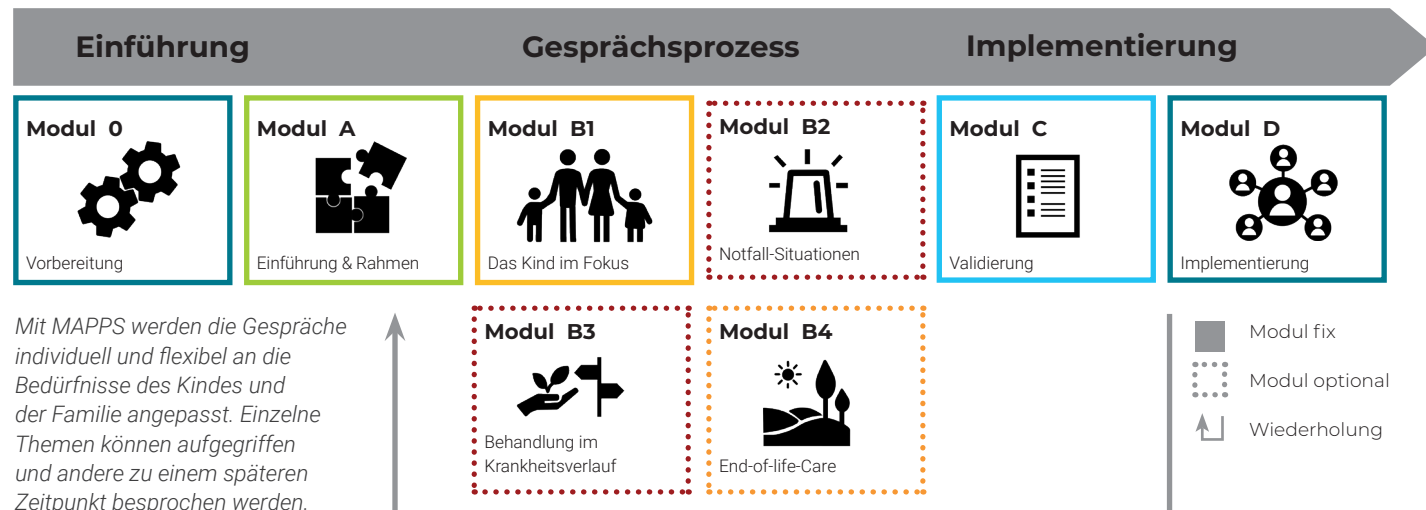 Einführung
Gesprächsprozess
Implementierung
Modul 0
Vorbereitung
Modul A
Einführung & Rahmen
Modul B1
Das Kind im Fokus
Modul B2
Notfall-Situationen
Modul C
Validierung
Modul D
Implementierung
Mit MAPPS werden die Gespräche
individuell und flexibel an die
Bedürfnisse des Kindes und
der Familie angepasst. Einzelne
Themen können aufgegriffen
und andere zu einem späteren
Zeitpunkt besprochen werden.
Modul B3
Behandlung im
Krankheitsverlauf
Modul B4
End-of-life-Care
Modul fix
Modul optional
Wiederholung